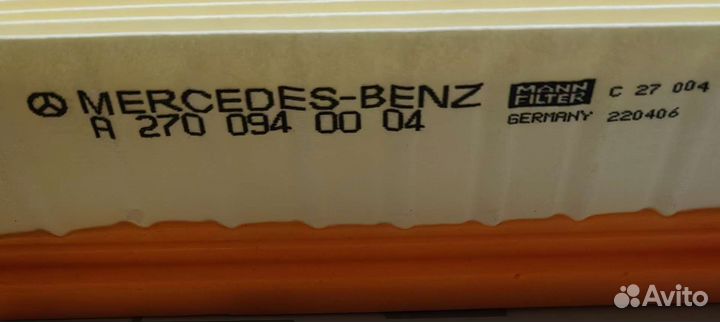 MERCEDES-BENZ
A 270 094 00 04
MANN
FILTER
C 27 004
GERMANY 220406
Avito